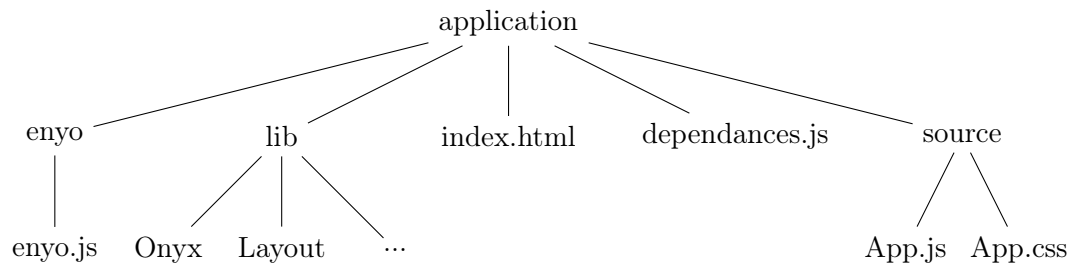 application
enyo lib index.html dependances.js source
enyo.js Onyx Layout ... App.js App.css